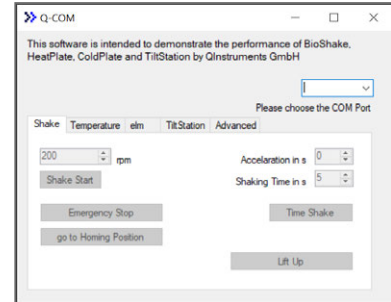 Q-COM
This software is intended to demonstrate the performance of BioShake,
HeatPlate, ColdPlate and TiltStation by QInstruments GmbH
Please choose the COM Port
Shake Temperature elm TiltStation Advanced
200 rpm Accelaration in s 0
Shake Start Shaking Time in s 5
Emergency Stop Time Shake
go to Homing Position
Lift Up